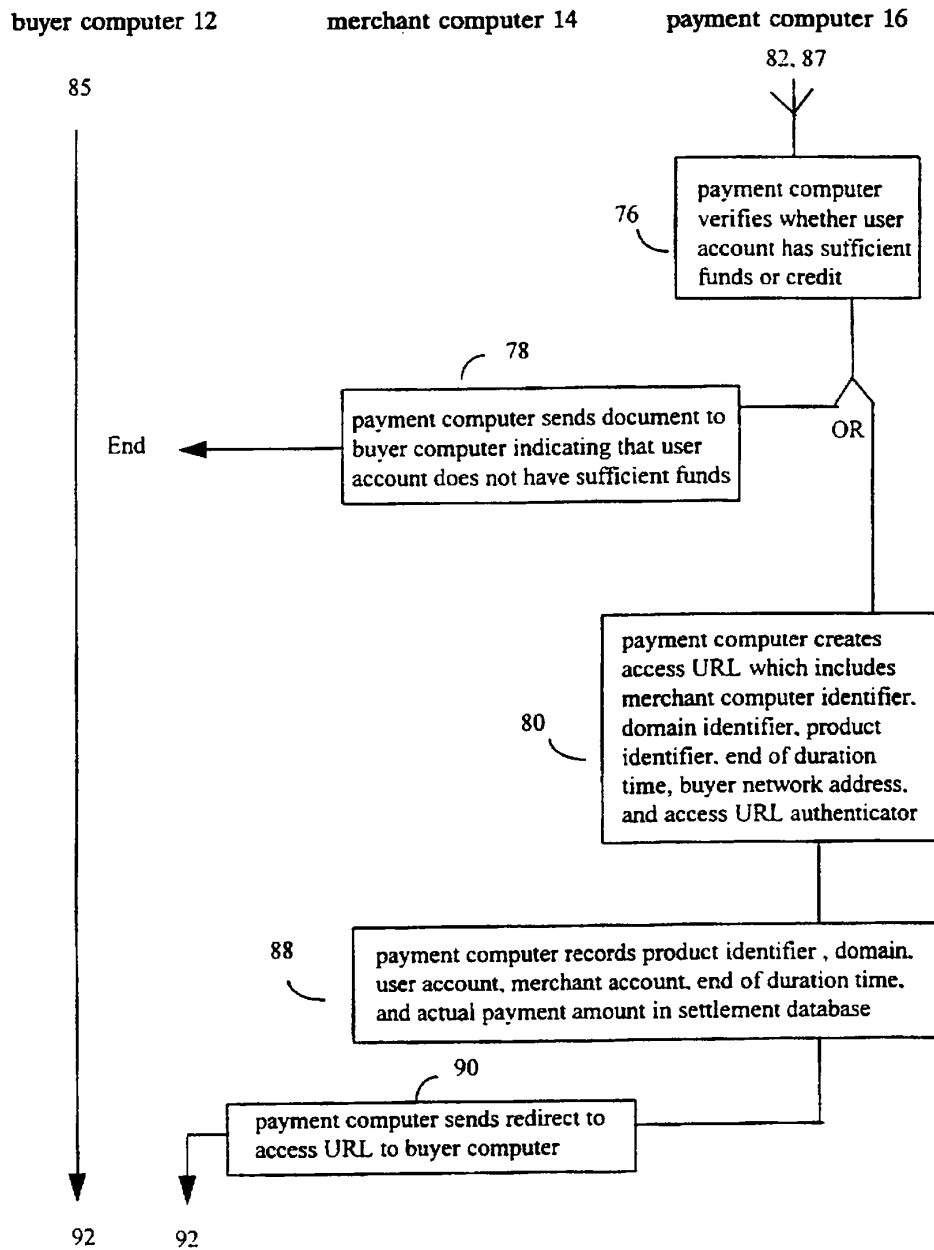 buyer computer 12 merchant computer 14 payment computer 16
82, 87
85
payment computer
verifies whether user
account has sufficient
funds or credit
76
78
payment computer sends document to
buyer computer indicating that user
account does not have sufficient funds
End
OR
payment computer creates
access URL which includes
merchant computer identifier,
domain identifier, product
identifier, end of duration
time, buyer network address,
and access URL authenticator
80
88
payment computer records product identifier , domain,
user account, merchant account, end of duration time,
and actual payment amount in settlement database
90
payment computer sends redirect to
access URL to buyer computer
92 92